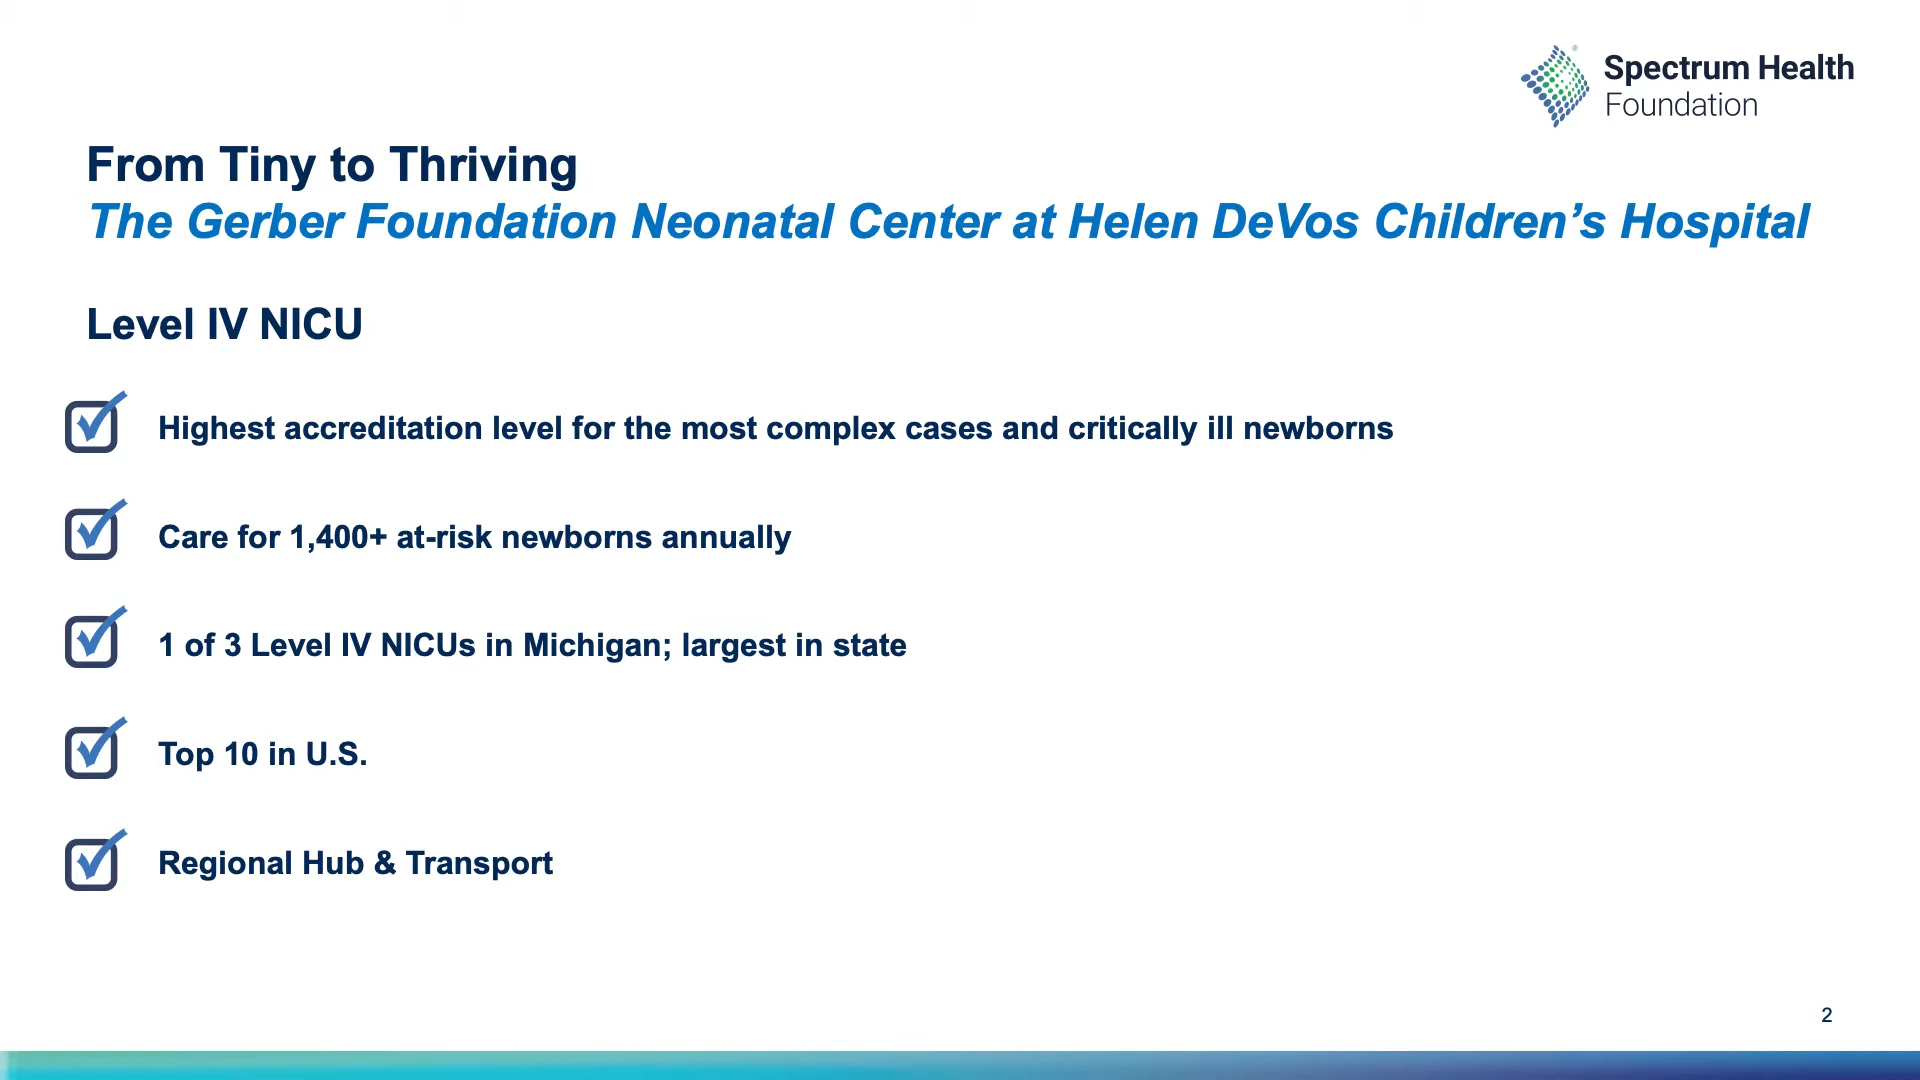 Spectrum Health
Foundation
From Tiny to Thriving
The Gerber Foundation Neonatal Center at Helen DeVos Children’s Hospital
Level IV NICU
Highest accreditation level for the most complex cases and critically ill newborns
Care for 1,400+ at-risk newborns annually
1 of 3 Level IV NICUs in Michigan; largest in state
Top 10 in U.S.
Regional Hub & Transport
2